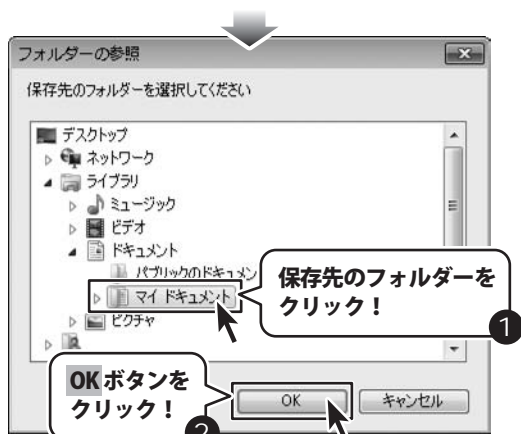 フォルダーの参照
保存先のフォルダーを選択してください
デスクトップ
ネットワーク
ライブラリ
ミュージック
ビデオ
ドキュメント
パブリックのドキュメン
マイ ドキュメント
ピクチャ
保存先のフォルダーを
クリック！
1
OKボタンを
クリック！
2
OK
キャンセル